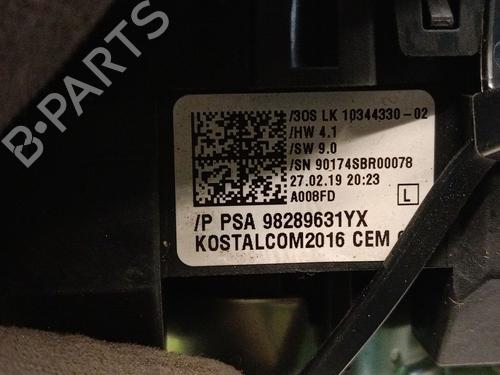 B-PARTS
/3OS LK 10344330-02
/HW 4.1
/SW 9.0
/SN 90174SBR00078
27.02.19 20:23
A008FD
L
/P PSA 98289631YX
KOSTALCOM2016 CEM